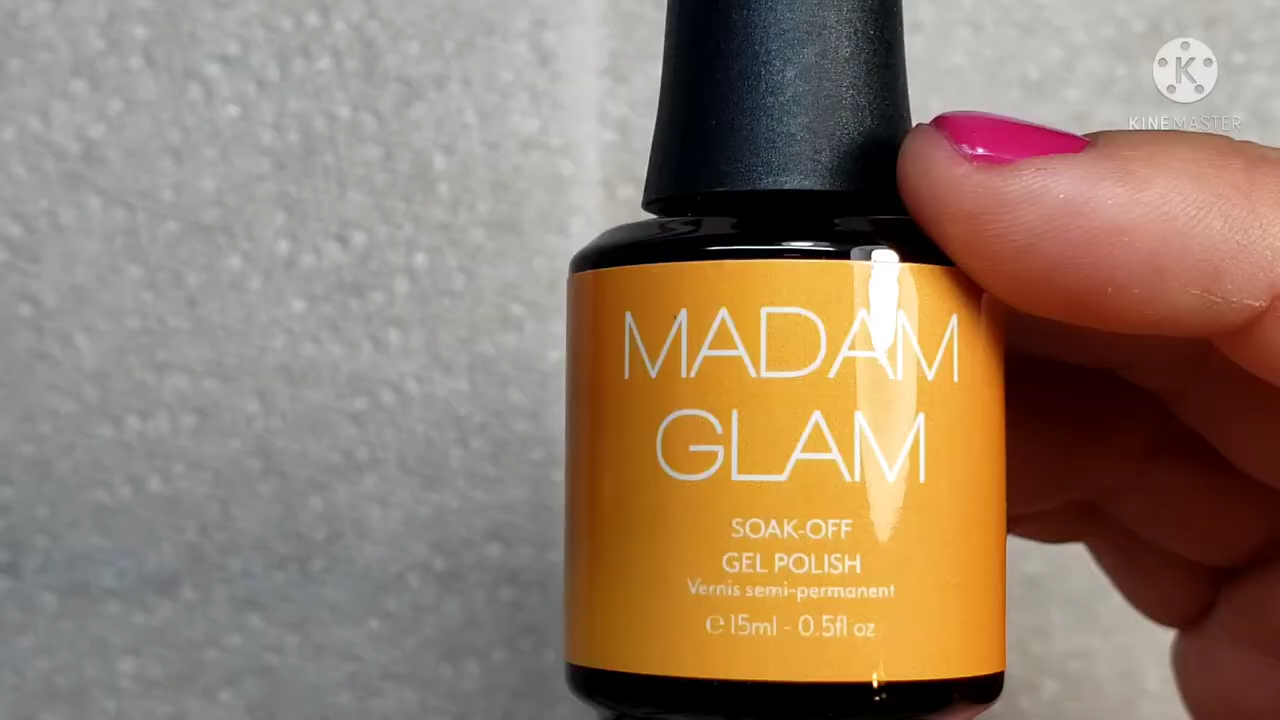 K
KINEMASTER
MADAM
GLAM
SOAK-OFF
GEL POLISH
Vernis semi-permanent
℮ 15ml - 0.5fl oz